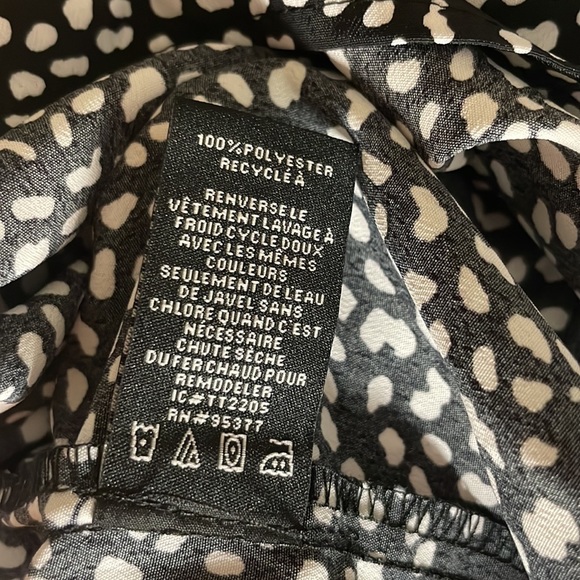 100%POLYESTER
RECYCLÉ À
RENVERSE LE
VÊTEMENT LAVAGE À
FROID CYCLE DOUX
AVEC LES MÊMES
COULEURS
SEULEMENT DE L'EAU
DE JAVEL SANS
CHLORE QUAND C'EST
NÉCESSAIRE
CHUTE SÈCHE
DU FER CHAUD POUR
REMODELER
IC#TT2205
RN#95377